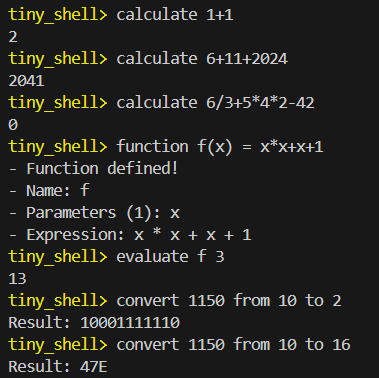 tiny_shell> calculate 1+1
2
tiny_shell> calculate 6+11+2024
2041
tiny_shell> calculate 6/3+5*4*2-42
0
tiny_shell> function f(x) = x*x+x+1
- Function defined!
- Name: f
- Parameters (1): x
- Expression: x * x + x + 1
tiny_shell> evaluate f 3
13
tiny_shell> convert 1150 from 10 to 2
Result: 10001111110
tiny_shell> convert 1150 from 10 to 16
Result: 47E